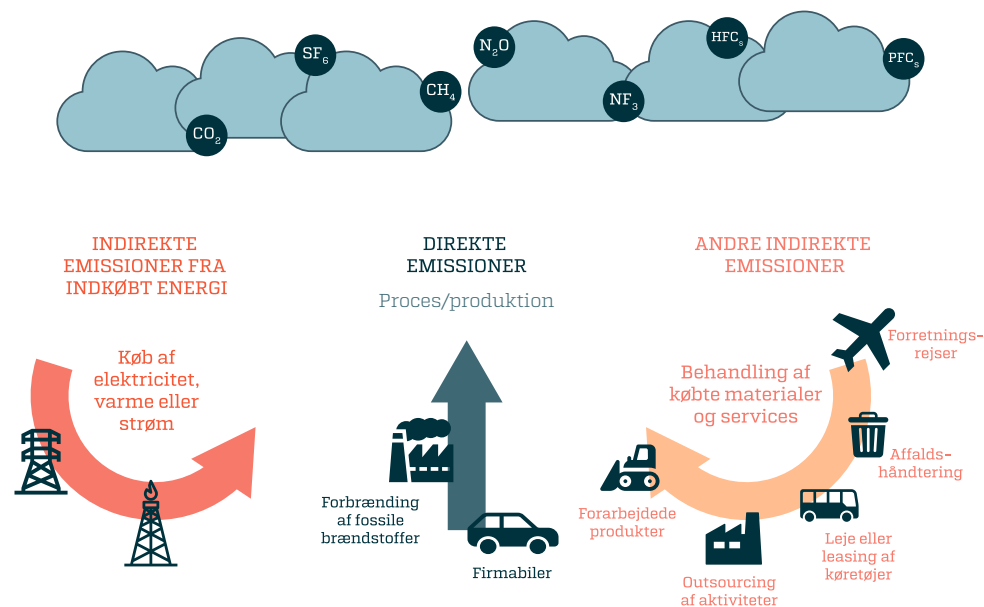 SF₆
CO₂
CH₄
N₂O
NF₃
HFCₛ
PFCₛ
INDIREKTE
EMISSIONER FRA
INDKØBT ENERGI
Køb af
elektricitet,
varme eller
strøm
DIREKTE
EMISSIONER
Proces/produktion
Forbrænding
af fossile
brændstoffer
Firmabiler
ANDRE INDIREKTE
EMISSIONER
Behandling af
købte materialer
og services
Forretnings-
rejser
Affalds-
håndtering
Leje eller
leasing af
køretøjer
Outsourcing
af aktiviteter
Forarbejdede
produkter